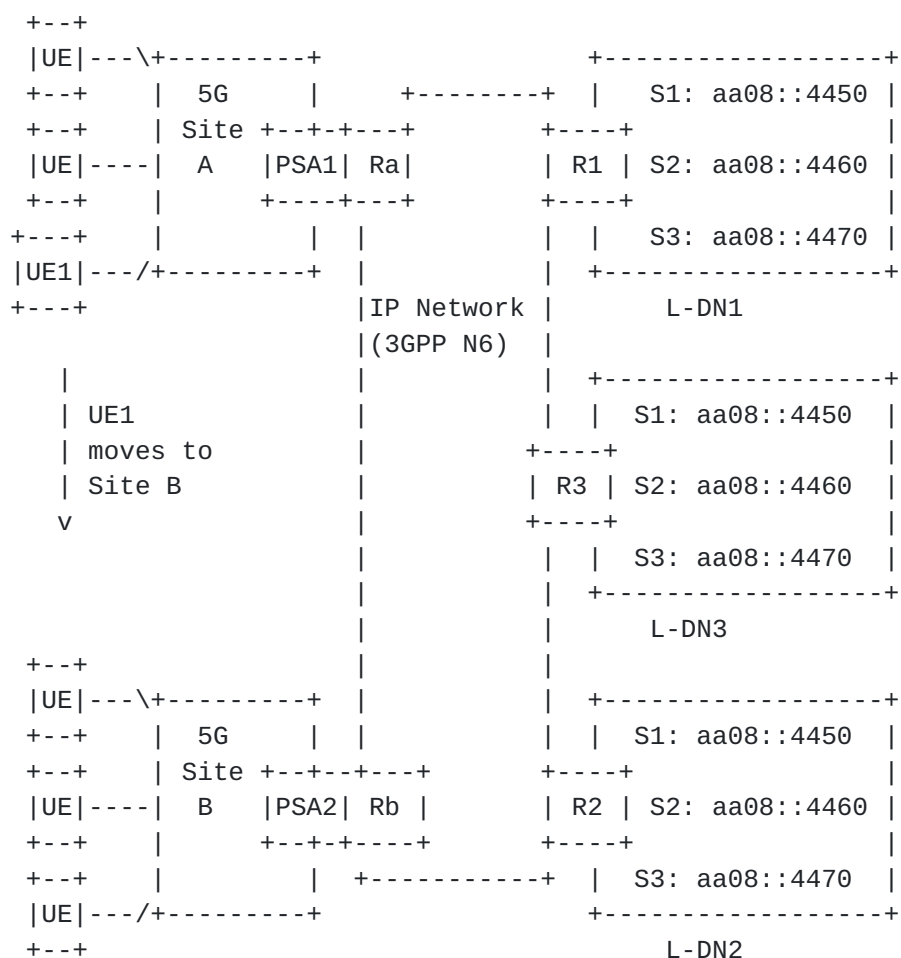 +--+
|UE|---\+---------+                 +------------------+
+--+    |  5G     |     +--------+  |   S1: aa08::4450 |
+--+    | Site +--+-+---+        +----+                |
|UE|----|  A   |PSA1| Ra|        | R1 | S2: aa08::4460 |
+--+    |      +----+---+        +----+                |
+---+    |         |  |           |  |   S3: aa08::4470 |
|UE1|---/+---------+  |           |  +------------------+
+---+                 |IP Network |       L-DN1
|(3GPP N6)  |
|                  |           |  +------------------+
| UE1              |           |  |  S1: aa08::4450  |
| moves to         |          +----+                 |
| Site B           |          | R3 | S2: aa08::4460  |
v                  |          +----+                 |
|           |  |  S3: aa08::4470  |
|           |  +------------------+
|           |      L-DN3
+--+                 |           |
|UE|---\+---------+  |           |  +------------------+
+--+    |  5G     |  |           |  |  S1: aa08::4450  |
+--+    | Site +--+--+---+       +----+                |
|UE|----|  B   |PSA2| Rb |       | R2 | S2: aa08::4460 |
+--+    |      +--+-+----+       +----+                |
+--+    |         |  +-----------+  |  S3: aa08::4470  |
|UE|---/+---------+                 +------------------+
+--+                                     L-DN2